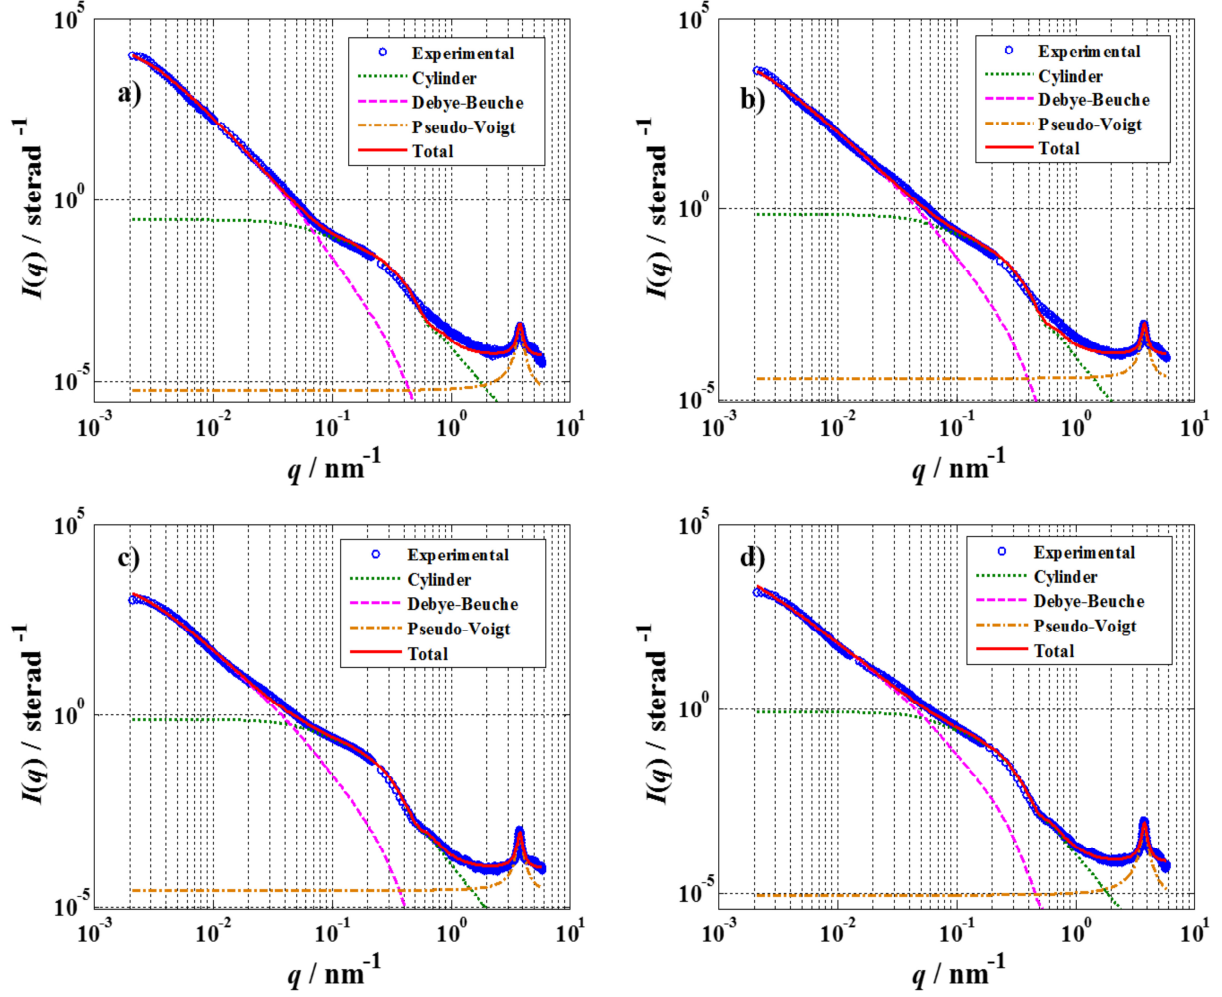 a)
Experimental
Cylinder
Debye-Beuche
Pseudo-Voigt
Total
10^5
10^0
10^-5
I(q) / sterad^-1
10^-3
10^-2
10^-1
10^0
10^1
q / nm^-1
b)
Experimental
Cylinder
Debye-Beuche
Pseudo-Voigt
Total
10^5
10^0
10^-5
I(q) / sterad^-1
10^-3
10^-2
10^-1
10^0
10^1
q / nm^-1
c)
Experimental
Cylinder
Debye-Beuche
Pseudo-Voigt
Total
10^5
10^0
10^-5
I(q) / sterad^-1
10^-3
10^-2
10^-1
10^0
10^1
q / nm^-1
d)
Experimental
Cylinder
Debye-Beuche
Pseudo-Voigt
Total
10^5
10^0
10^-5
I(q) / sterad^-1
10^-3
10^-2
10^-1
10^0
10^1
q / nm^-1